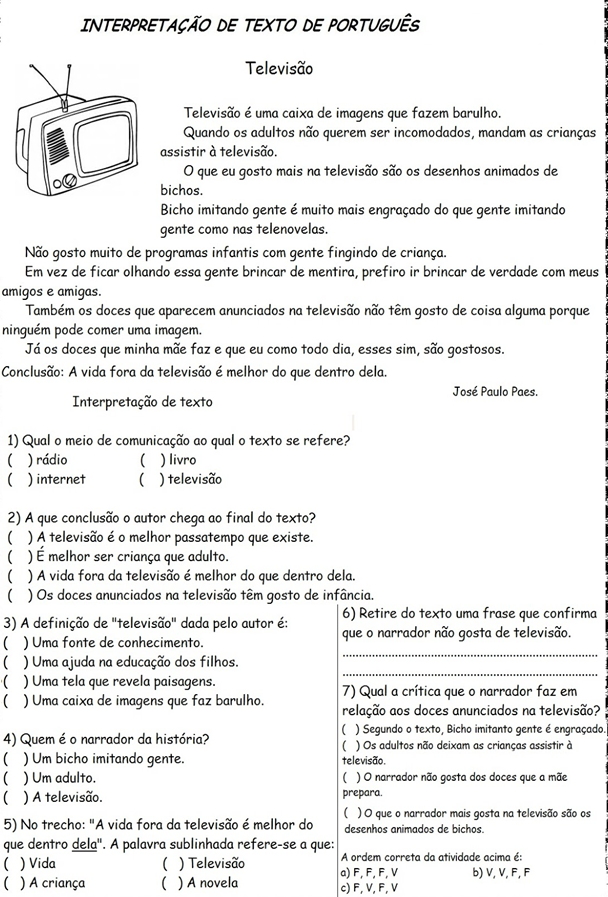 INTERPRETAÇÃO DE TEXTO DE PORTUGUÊS
Televisão
Televisão é uma caixa de imagens que fazem barulho.
Quando os adultos não querem ser incomodados, mandam as crianças
assistir à televisão.
O que eu gosto mais na televisão são os desenhos animados de
bichos.
Bicho imitando gente é muito mais engraçado do que gente imitando
gente como nas telenovelas.
Não gosto muito de programas infantis com gente fingindo de criança.
Em vez de ficar olhando essa gente brincar de mentira, prefiro ir brincar de verdade com meus
amigos e amigas.
Também os doces que aparecem anunciados na televisão não têm gosto de coisa alguma porque
ninguém pode comer uma imagem.
Já os doces que minha mãe faz e que eu como todo dia, esses sim, são gostosos.
Conclusão: A vida fora da televisão é melhor do que dentro dela.
José Paulo Paes.
Interpretação de texto
1) Qual o meio de comunicação ao qual o texto se refere?
( ) rádio ( ) livro
( ) internet ( ) televisão
2) A que conclusão o autor chega ao final do texto?
( ) A televisão é o melhor passatempo que existe.
( ) É melhor ser criança que adulto.
( ) A vida fora da televisão é melhor do que dentro dela.
( ) Os doces anunciados na televisão têm gosto de infância.
3) A definição de "televisão" dada pelo autor é:
( ) Uma fonte de conhecimento.
( ) Uma ajuda na educação dos filhos.
( ) Uma tela que revela paisagens.
( ) Uma caixa de imagens que faz barulho.
4) Quem é o narrador da história?
( ) Um bicho imitando gente.
( ) Um adulto.
( ) A televisão.
5) No trecho: "A vida fora da televisão é melhor do
que dentro dela". A palavra sublinhada refere-se a que:
( ) Vida ( ) Televisão
( ) A criança ( ) A novela
6) Retire do texto uma frase que confirma
que o narrador não gosta de televisão.
7) Qual a crítica que o narrador faz em
relação aos doces anunciados na televisão?
( ) Segundo o texto, Bicho imitanto gente é engraçado.
( ) Os adultos não deixam as crianças assistir à
televisão.
( ) O narrador não gosta dos doces que a mãe
prepara.
( ) O que o narrador mais gosta na televisão são os
desenhos animados de bichos.
A ordem correta da atividade acima é:
a) F, F, F, V b) V, V, F, F
c) F, V, F, V